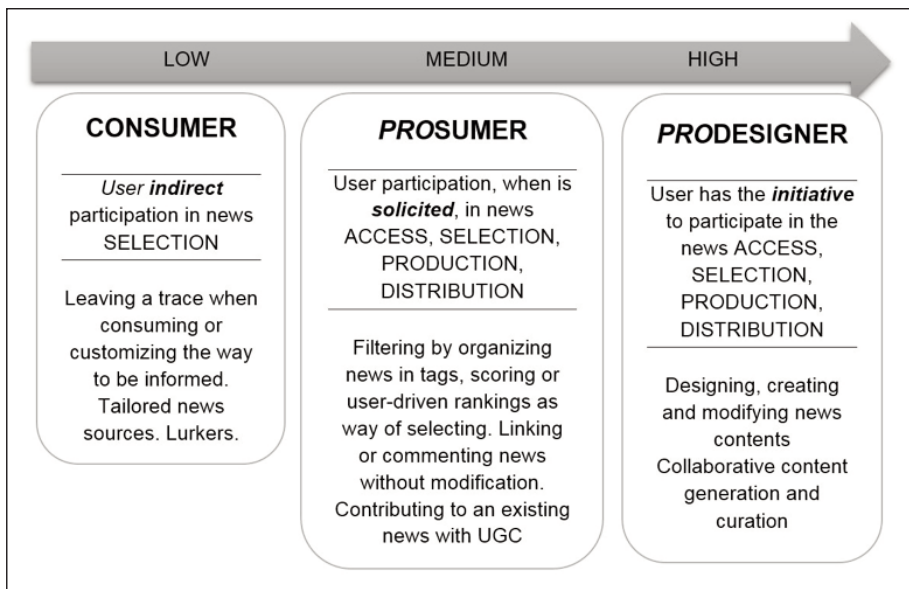 LOW
MEDIUM
HIGH
CONSUMER
User indirect
participation in news
SELECTION
Leaving a trace when
consuming or
customizing the way
to be informed.
Tailored news
sources. Lurkers.
PROSUMER
User participation, when is
solicited, in news
ACCESS, SELECTION,
PRODUCTION,
DISTRIBUTION
Filtering by organizing
news in tags, scoring or
user-driven rankings as
way of selecting. Linking
or commenting news
without modification.
Contributing to an existing
news with UGC
PRODESIGNER
User has the initiative
to participate in the
news ACCESS,
SELECTION,
PRODUCTION,
DISTRIBUTION
Designing, creating
and modifying news
contents
Collaborative content
generation and
curation